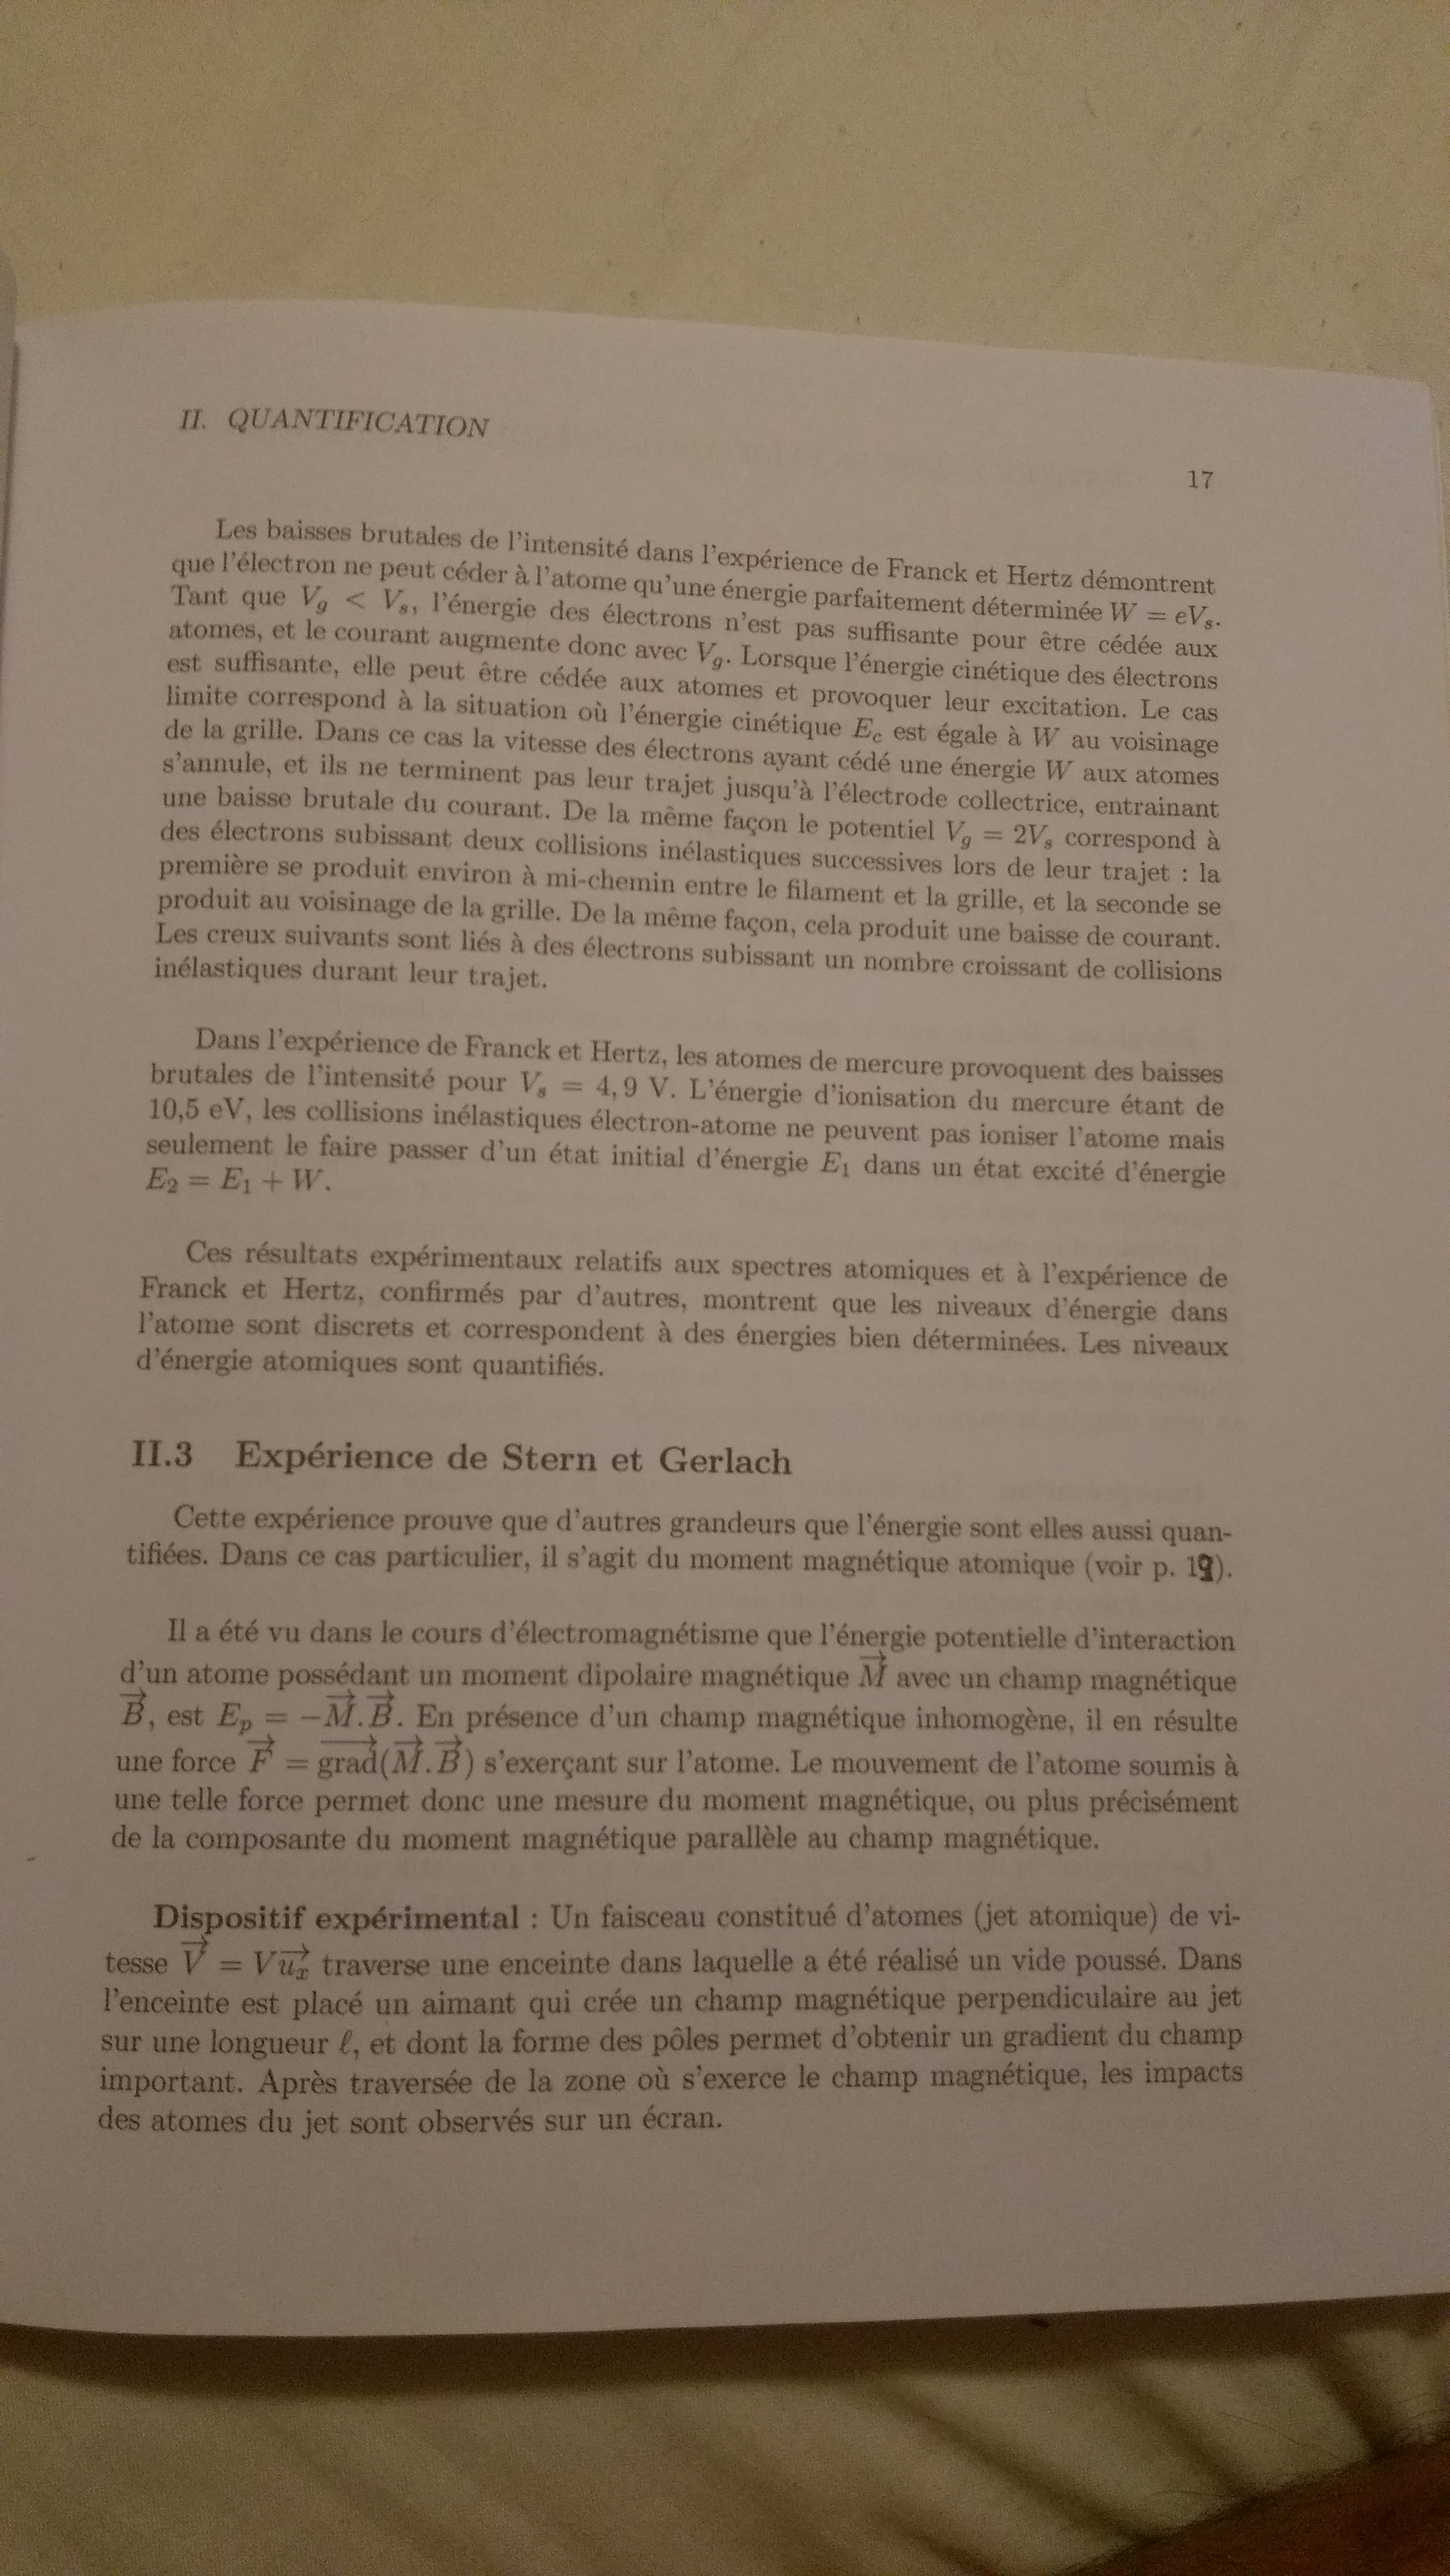 II. QUANTIFICATION
17
Les baisses brutales de l'intensité dans l'expérience de Franck et Hertz démontrent
que l'électron ne peut céder à l'atome qu'une énergie parfaitement déterminée W = eVₛ.
Tant que V_g < Vₛ, l'énergie des électrons n'est pas suffisante pour être cédée aux
atomes, et le courant augmente donc avec V_g. Lorsque l'énergie cinétique des électrons
est suffisante, elle peut être cédée aux atomes et provoquer leur excitation. Le cas
limite correspond à la situation où l'énergie cinétique E_c est égale à W au voisinage
de la grille. Dans ce cas la vitesse des électrons ayant cédé une énergie W aux atomes
s'annule, et ils ne terminent pas leur trajet jusqu'à l'électrode collectrice, entrainant
une baisse brutale du courant. De la même façon le potentiel V_g = 2Vₛ correspond à
des électrons subissant deux collisions inélastiques successives lors de leur trajet : la
première se produit environ à mi-chemin entre le filament et la grille, et la seconde se
produit au voisinage de la grille. De la même façon, cela produit une baisse de courant.
Les creux suivants sont liés à des électrons subissant un nombre croissant de collisions
inélastiques durant leur trajet.
Dans l'expérience de Franck et Hertz, les atomes de mercure provoquent des baisses
brutales de l'intensité pour Vₛ = 4,9 V. L'énergie d'ionisation du mercure étant de
10,5 eV, les collisions inélastiques électron-atome ne peuvent pas ioniser l'atome mais
seulement le faire passer d'un état initial d'énergie E₁ dans un état excité d'énergie
E₂ = E₁ + W.
Ces résultats expérimentaux relatifs aux spectres atomiques et à l'expérience de
Franck et Hertz, confirmés par d'autres, montrent que les niveaux d'énergie dans
l'atome sont discrets et correspondent à des énergies bien déterminées. Les niveaux
d'énergie atomiques sont quantifiés.
II.3 Expérience de Stern et Gerlach
Cette expérience prouve que d'autres grandeurs que l'énergie sont elles aussi quan-
tifiées. Dans ce cas particulier, il s'agit du moment magnétique atomique (voir p. 19).
Il a été vu dans le cours d'électromagnétisme que l'énergie potentielle d'interaction
d'un atome possédant un moment dipolaire magnétique M⃗ avec un champ magnétique
B⃗, est E_p = −M⃗.B⃗. En présence d'un champ magnétique inhomogène, il en résulte
une force F⃗ = grad⃗(M⃗.B⃗) s'exerçant sur l'atome. Le mouvement de l'atome soumis à
une telle force permet donc une mesure du moment magnétique, ou plus précisément
de la composante du moment magnétique parallèle au champ magnétique.
Dispositif expérimental : Un faisceau constitué d'atomes (jet atomique) de vi-
tesse V⃗ = Vu⃗ₓ traverse une enceinte dans laquelle a été réalisé un vide poussé. Dans
l'enceinte est placé un aimant qui crée un champ magnétique perpendiculaire au jet
sur une longueur ℓ, et dont la forme des pôles permet d'obtenir un gradient du champ
important. Après traversée de la zone où s'exerce le champ magnétique, les impacts
des atomes du jet sont observés sur un écran.